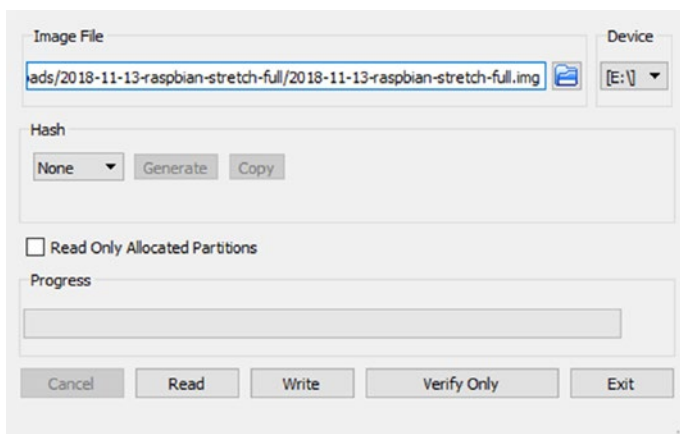 Image File
Device
ads/2018-11-13-raspbian-stretch-full/2018-11-13-raspbian-stretch-full.img
[E:\]
Hash
None
Generate
Copy
Read Only Allocated Partitions
Progress
Cancel
Read
Write
Verify Only
Exit